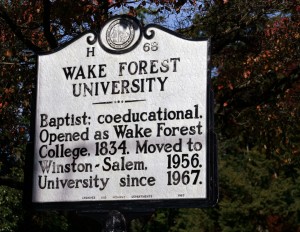 H 68
WAKE FOREST
UNIVERSITY
Baptist; coeducational.
Opened as Wake Forest
College, 1834. Moved to
Winston-Salem, 1956.
University since 1967.